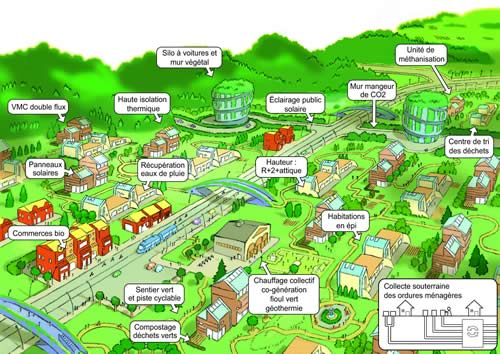 Silo à voitures et
mur végétal
Unité de
méthanisation
VMC double flux
Haute isolation
thermique
Eclairage public
solaire
Mur mangeur
de CO2
Centre de tri
des déchets
Panneaux
solaires
Récupération
eaux de pluie
Hauteur :
R+2+attique
Commerces bio
Habitations
en épi
Sentier vert
et piste cyclable
Chauffage collectif
co-génération
fioul vert
géothermie
Collecte souterraine
des ordures ménagères
Compostage
déchets verts